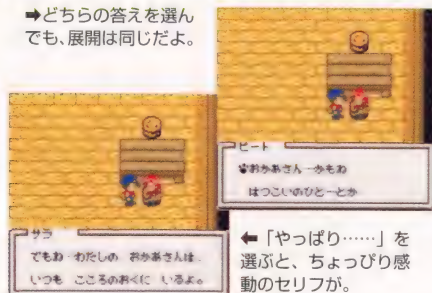 ➡どちらの答えを選ん
でも、展開は同じだよ。
ピート
おかあさん―かもね
はつこいのひと―とか
サラ
でもね―わたしの おかあさんは、
いつも こころのおくに いるよ。
⬅「やっぱり……」を
選ぶと、ちょっぴり感
動のセリフが。